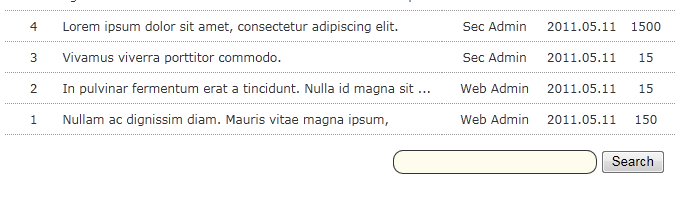 4 Lorem ipsum dolor sit amet, consectetur adipiscing elit. Sec Admin 2011.05.11 1500
3 Vivamus viverra porttitor commodo. Sec Admin 2011.05.11 15
2 In pulvinar fermentum erat a tincidunt. Nulla id magna sit ... Web Admin 2011.05.11 15
1 Nullam ac dignissim diam. Mauris vitae magna ipsum, Web Admin 2011.05.11 150
Search